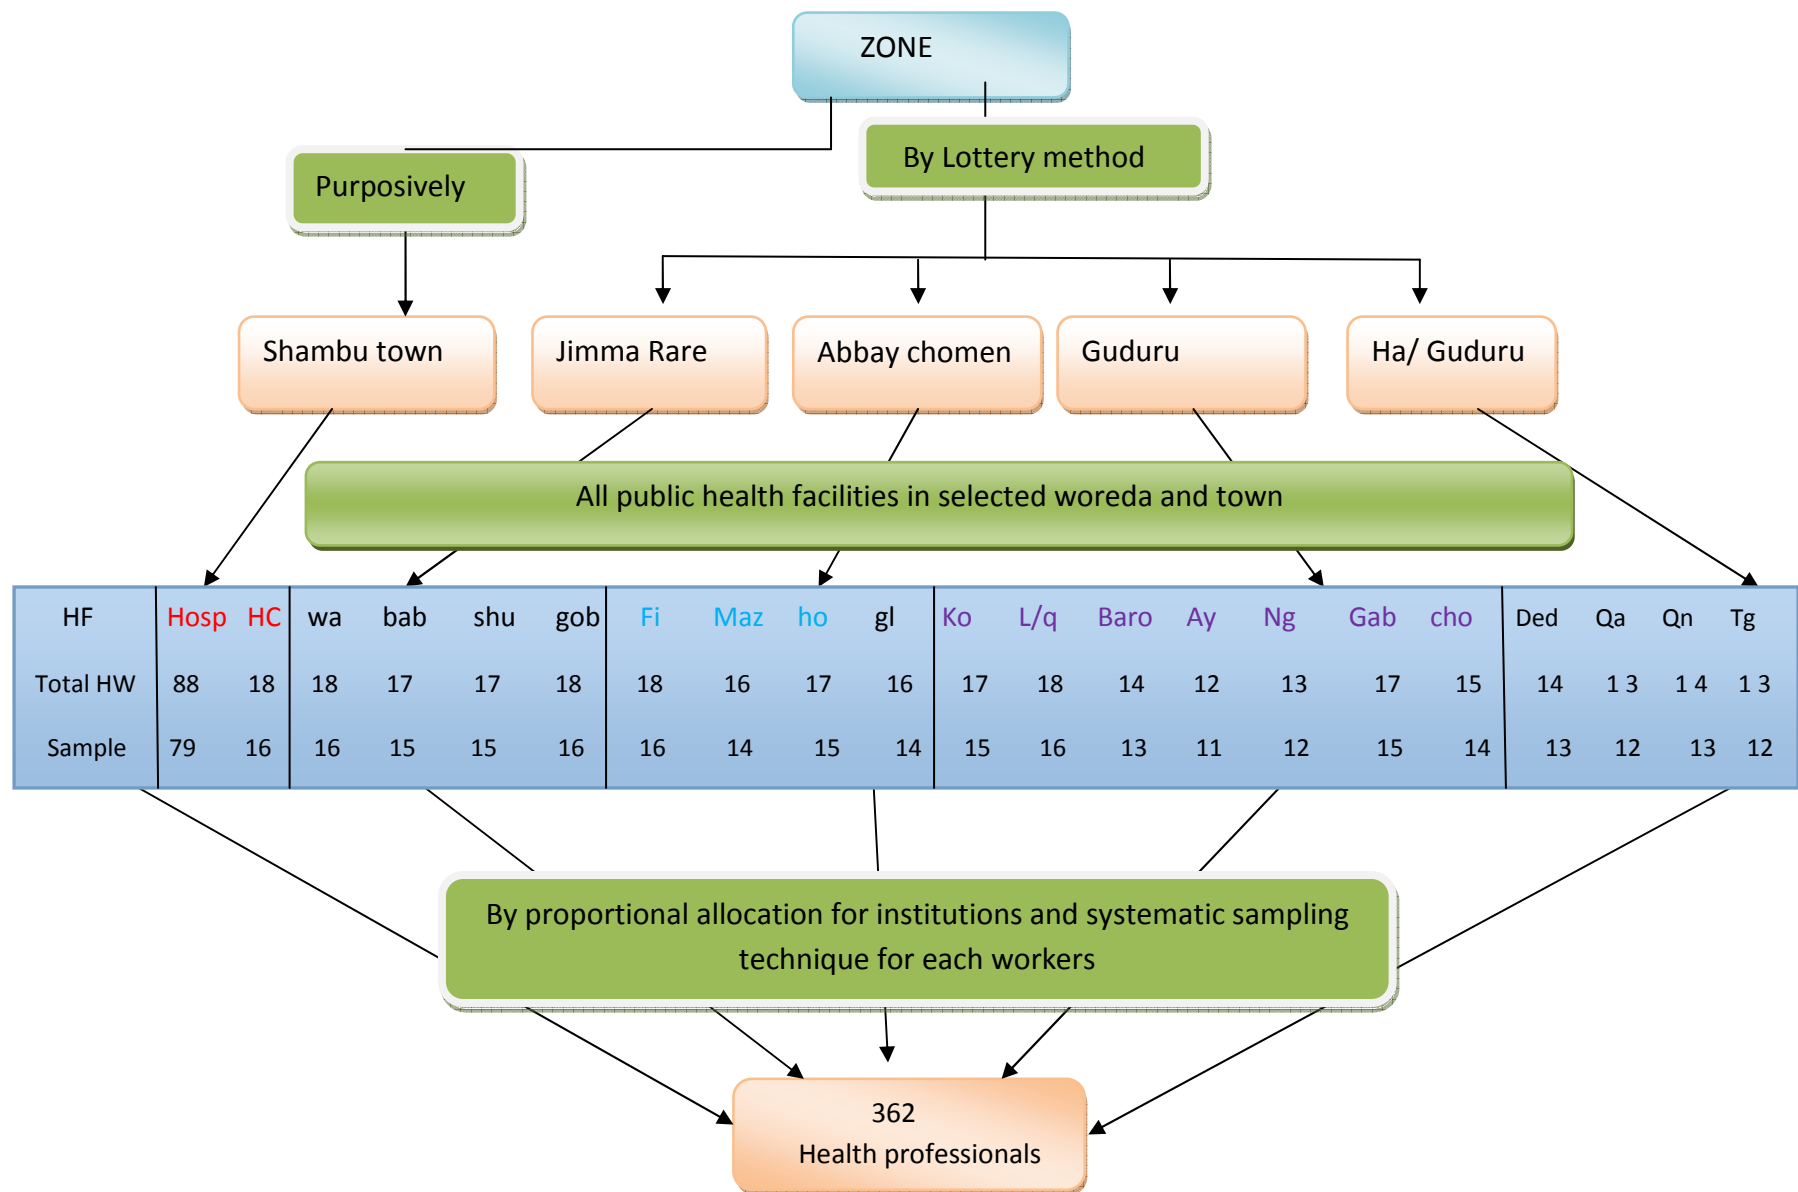 ZONE
By Lottery method
Purposively
Shambu town
Jimma Rare
Abbay chomen
Guduru
Ha/ Guduru
All public health facilities in selected woreda and town
HF Hosp HC wa bab shu gob Fi Maz ho gl Ko L/q Baro Ay Ng Gab cho Ded Qa Qn Tg
Total HW 88 18 18 17 17 18 18 16 17 16 17 18 14 12 13 17 15 14 1 3 1 4 1 3
Sample 79 16 16 15 15 16 16 14 15 14 15 16 13 11 12 15 14 13 12 13 12
By proportional allocation for institutions and systematic sampling
technique for each workers
362
Health professionals